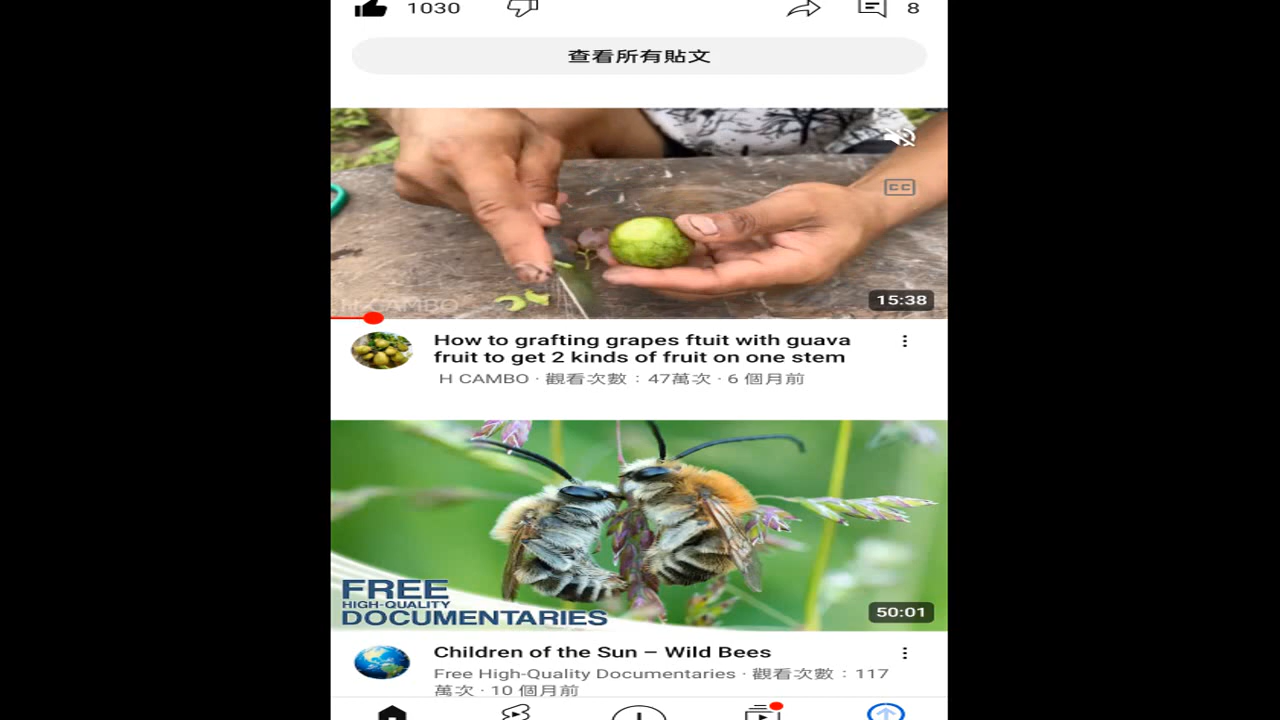 1030
8
查看所有貼文
CC
H CAMBO
15:38
How to grafting grapes ftuit with guava
fruit to get 2 kinds of fruit on one stem
H CAMBO · 觀看次數：47萬次 · 6 個月前
FREE
HIGH-QUALITY
DOCUMENTARIES
50:01
Children of the Sun – Wild Bees
Free High-Quality Documentaries · 觀看次數：117
萬次 · 10 個月前